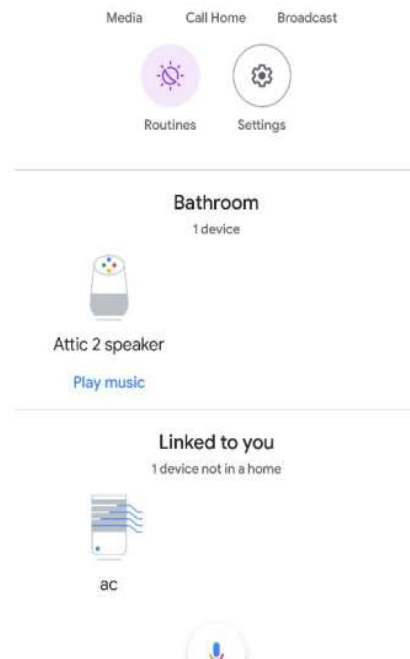 Media Call Home Broadcast
Routines Settings
Bathroom
1 device
Attic 2 speaker
Play music
Linked to you
1 device not in a home
ac